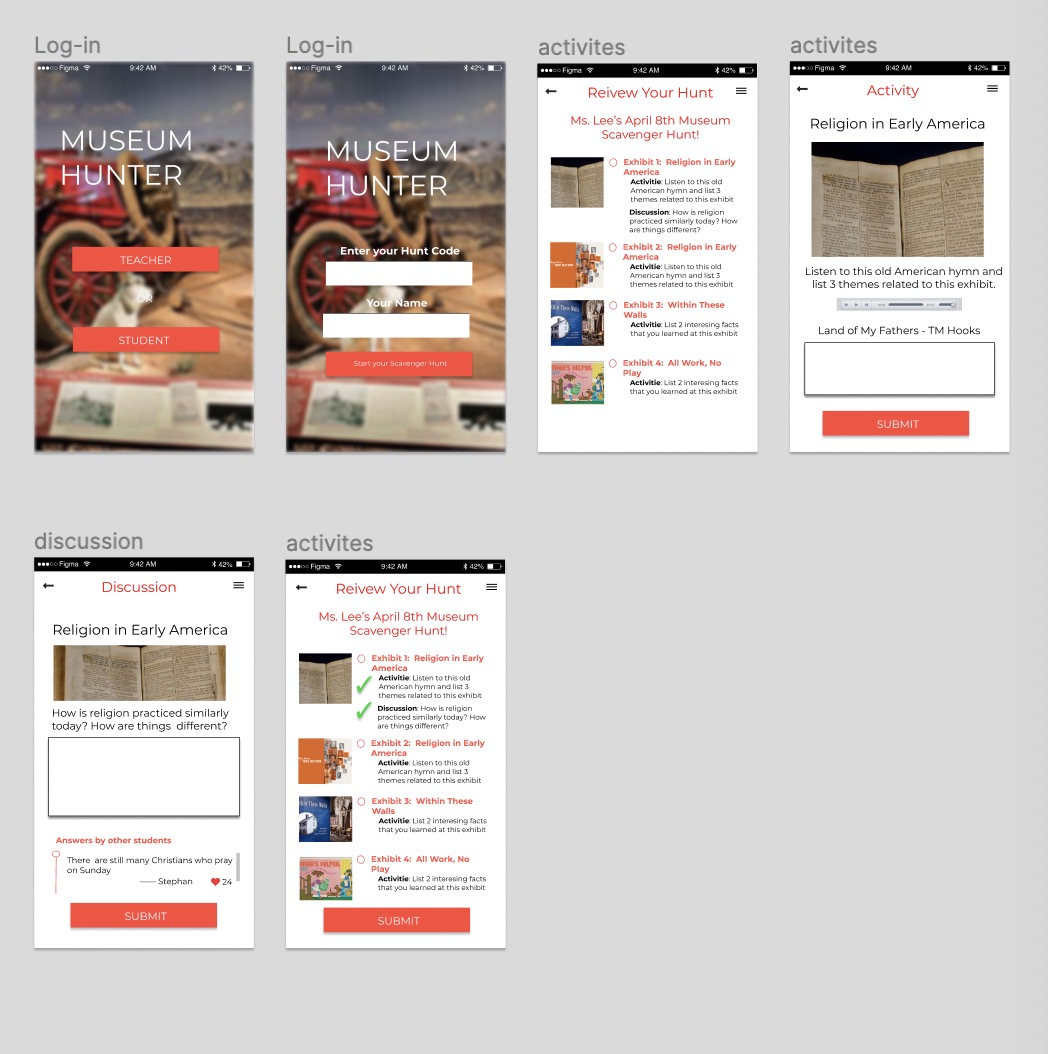 Log-in
Figma 9:42 AM 42%
MUSEUM
HUNTER
TEACHER
OR
STUDENT
Log-in
Figma 9:42 AM 42%
MUSEUM
HUNTER
Enter your Hunt Code
Your Name
Start your Scavenger Hunt
activites
Figma 9:42 AM 42%
Reivew Your Hunt
Ms. Lee's April 8th Museum
Scavenger Hunt!
Exhibit 1: Religion in Early
America
Activitie: Listen to this old
American hymn and list 3
themes related to this exhibit
Discussion: How is religion
practiced similarly today? How
are things different?
Exhibit 2: Religion in Early
America
Activitie: Listen to this old
American hymn and list 3
themes related to this exhibit
Exhibit 3: Within These
Walls
Activitie: List 2 interesing facts
that you learned at this exhibit
Exhibit 4: All Work, No
Play
Activitie: List 2 interesing facts
that you learned at this exhibit
activites
Figma 9:42 AM 42%
Activity
Religion in Early America
Listen to this old American hymn and
list 3 themes related to this exhibit.
Land of My Fathers - TM Hooks
SUBMIT
discussion
Figma 9:42 AM 42%
Discussion
Religion in Early America
How is religion practiced similarly
today? How are things different?
Answers by other students
There are still many Christians who pray
on Sunday
Stephan 24
SUBMIT
activites
Figma 9:42 AM 42%
Reivew Your Hunt
Ms. Lee's April 8th Museum
Scavenger Hunt!
Exhibit 1: Religion in Early
America
Activitie: Listen to this old
American hymn and list 3
themes related to this exhibit
Discussion: How is religion
practiced similarly today? How
are things different?
Exhibit 2: Religion in Early
America
Activitie: Listen to this old
American hymn and list 3
themes related to this exhibit
Exhibit 3: Within These
Walls
Activitie: List 2 interesing facts
that you learned at this exhibit
Exhibit 4: All Work, No
Play
Activitie: List 2 interesing facts
that you learned at this exhibit
SUBMIT